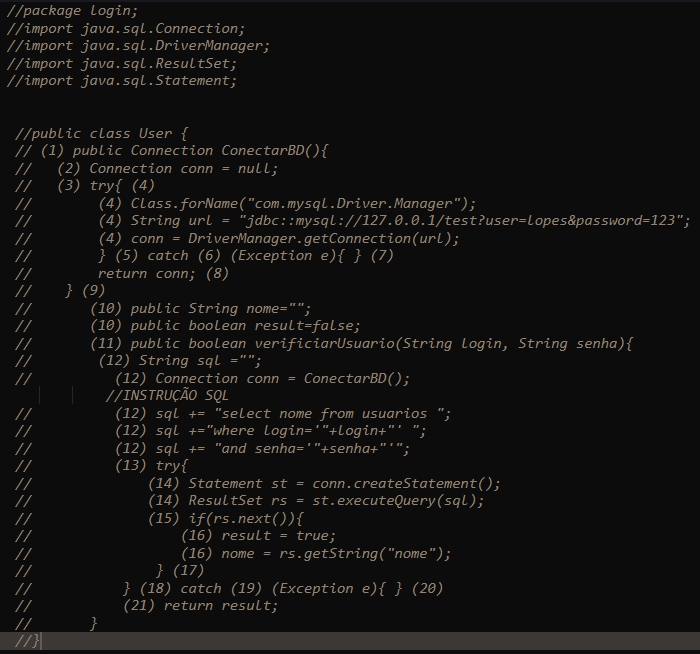 //package login;
//import java.sql.Connection;
//import java.sql.DriverManager;
//import java.sql.ResultSet;
//import java.sql.Statement;
//public class User {
// (1) public Connection ConectarBD(){
// (2) Connection conn = null;
// (3) try{ (4)
// (4) Class.forName("com.mysql.Driver.Manager");
// (4) String url = "jdbc::mysql://127.0.0.1/test?user=lopes&password=123";
// (4) conn = DriverManager.getConnection(url);
// } (5) catch (6) (Exception e){ } (7)
// return conn; (8)
// } (9)
// (10) public String nome="";
// (10) public boolean result=false;
// (11) public boolean verificiarUsuario(String login, String senha){
// (12) String sql ="";
// (12) Connection conn = ConectarBD();
//INSTRUÇÃO SQL
// (12) sql += "select nome from usuarios ";
// (12) sql +="where login='"+login+"' ";
// (12) sql += "and senha='"+senha+"'";
// (13) try{
// (14) Statement st = conn.createStatement();
// (14) ResultSet rs = st.executeQuery(sql);
// (15) if(rs.next()){
// (16) result = true;
// (16) nome = rs.getString("nome");
// } (17)
// } (18) catch (19) (Exception e){ } (20)
// (21) return result;
// }
//}